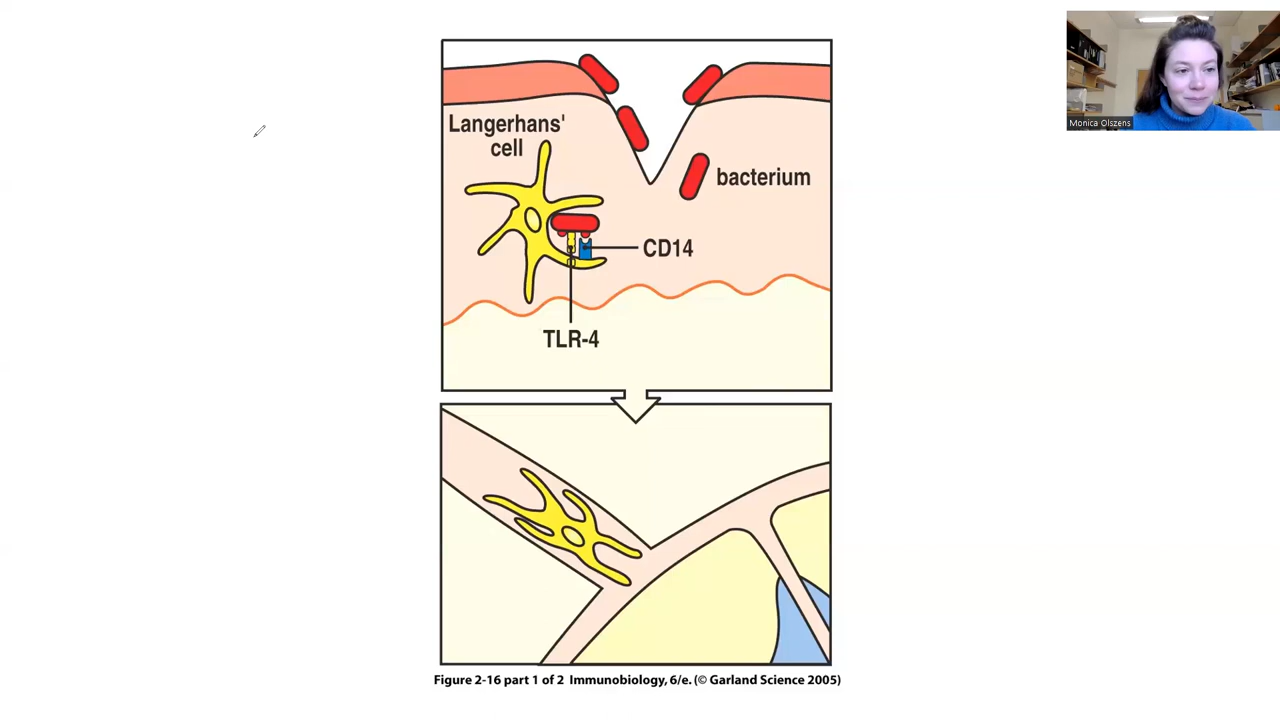 Langerhans'
cell
bacterium
CD14
TLR-4
Figure 2-16 part 1 of 2 Immunobiology, 6/e. (© Garland Science 2005)
Monica Olszens